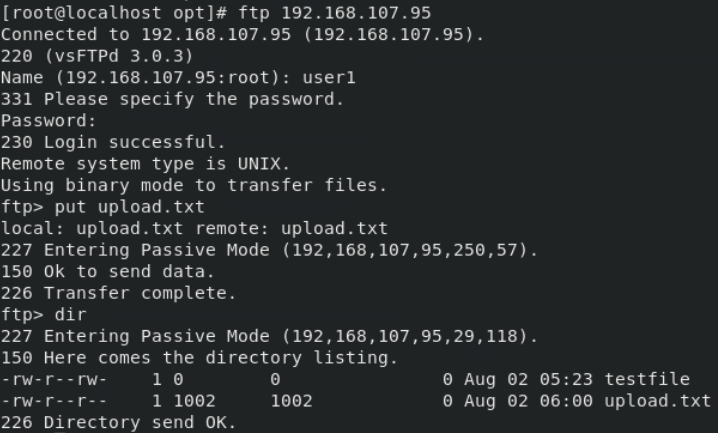 [root@localhost opt]# ftp 192.168.107.95
Connected to 192.168.107.95 (192.168.107.95).
220 (vsFTPd 3.0.3)
Name (192.168.107.95:root): user1
331 Please specify the password.
Password:
230 Login successful.
Remote system type is UNIX.
Using binary mode to transfer files.
ftp> put upload.txt
local: upload.txt remote: upload.txt
227 Entering Passive Mode (192,168,107,95,250,57).
150 Ok to send data.
226 Transfer complete.
ftp> dir
227 Entering Passive Mode (192,168,107,95,29,118).
150 Here comes the directory listing.
-rw-r--rw-    1 0        0               0 Aug 02 05:23 testfile
-rw-r--r--    1 1002     1002            0 Aug 02 06:00 upload.txt
226 Directory send OK.